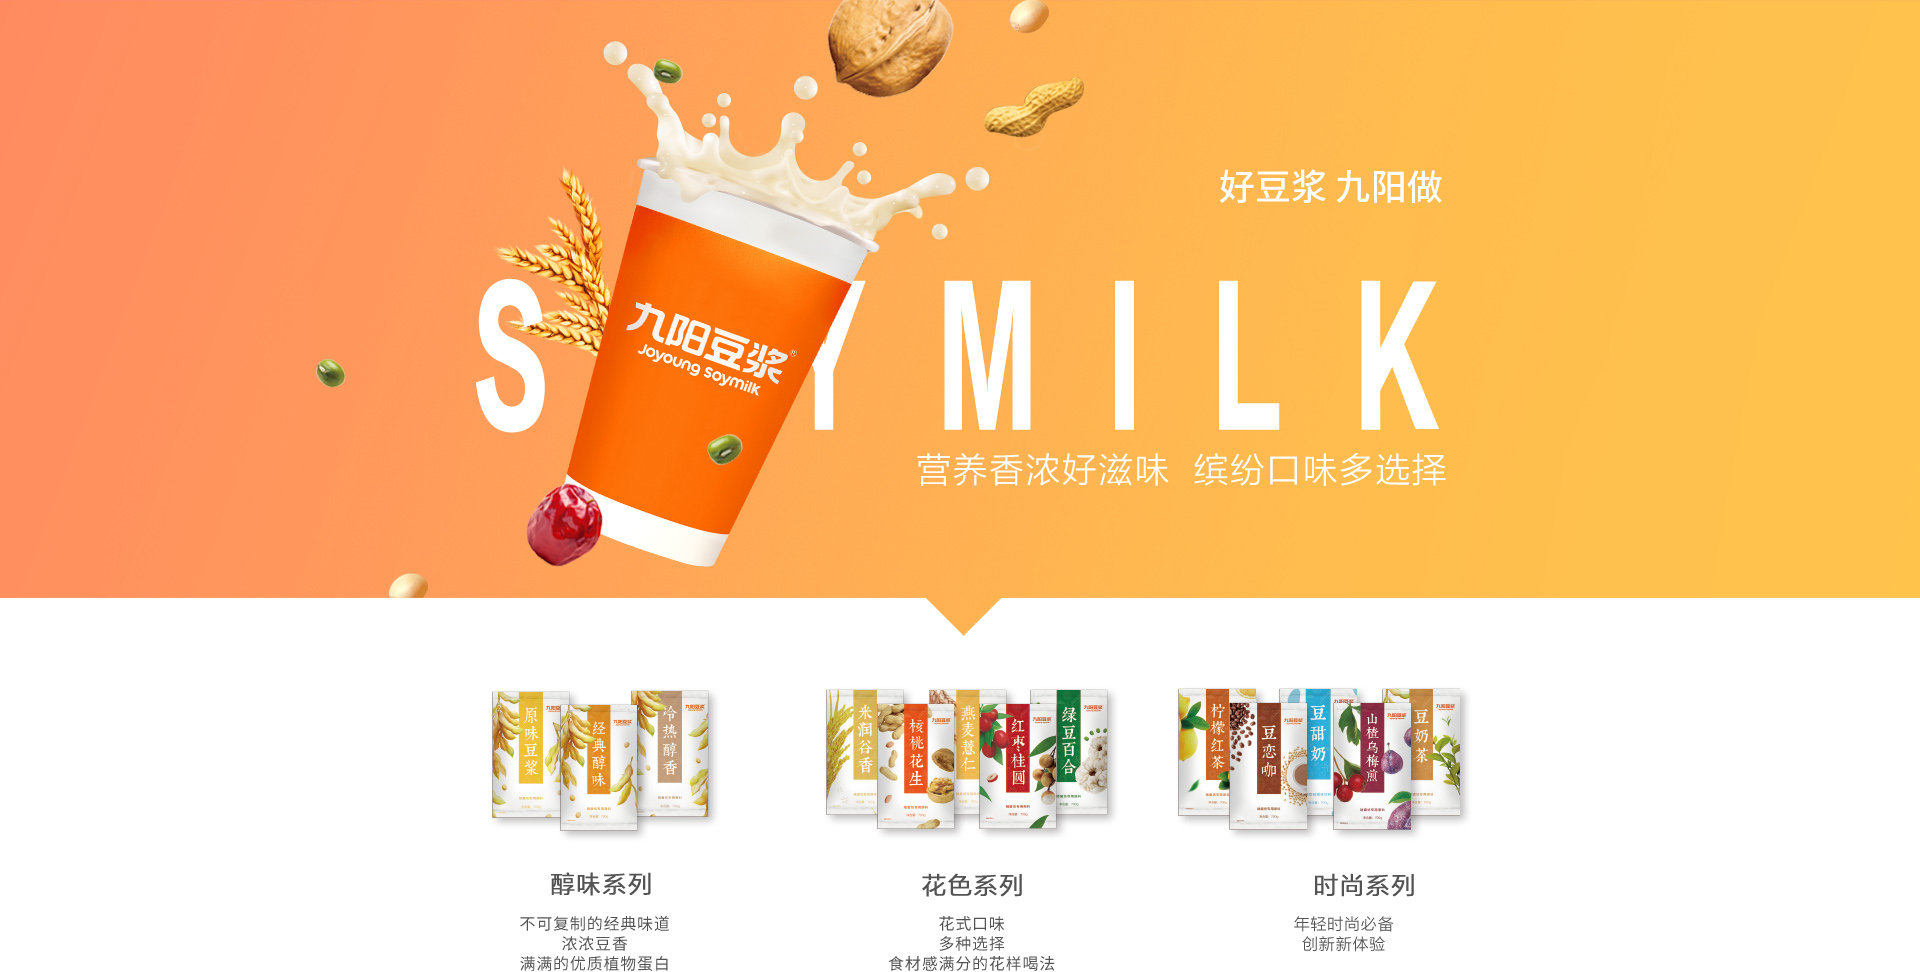 好豆浆 九阳做
S YMILK
九阳豆浆®
Joyoung Soymilk
营养香浓好滋味 缤纷口味多选择
原味豆浆
经典醇味
冷热醇香
米润谷香
核桃花生
燕麦薏仁
红枣桂圆
绿豆百合
柠檬红茶
豆恋咖
豆甜奶
山楂乌梅煎
豆奶茶
醇味系列
不可复制的经典味道
浓浓豆香
满满的优质植物蛋白
花色系列
花式口味
多种选择
食材感满分的花样喝法
时尚系列
年轻时尚必备
创新新体验